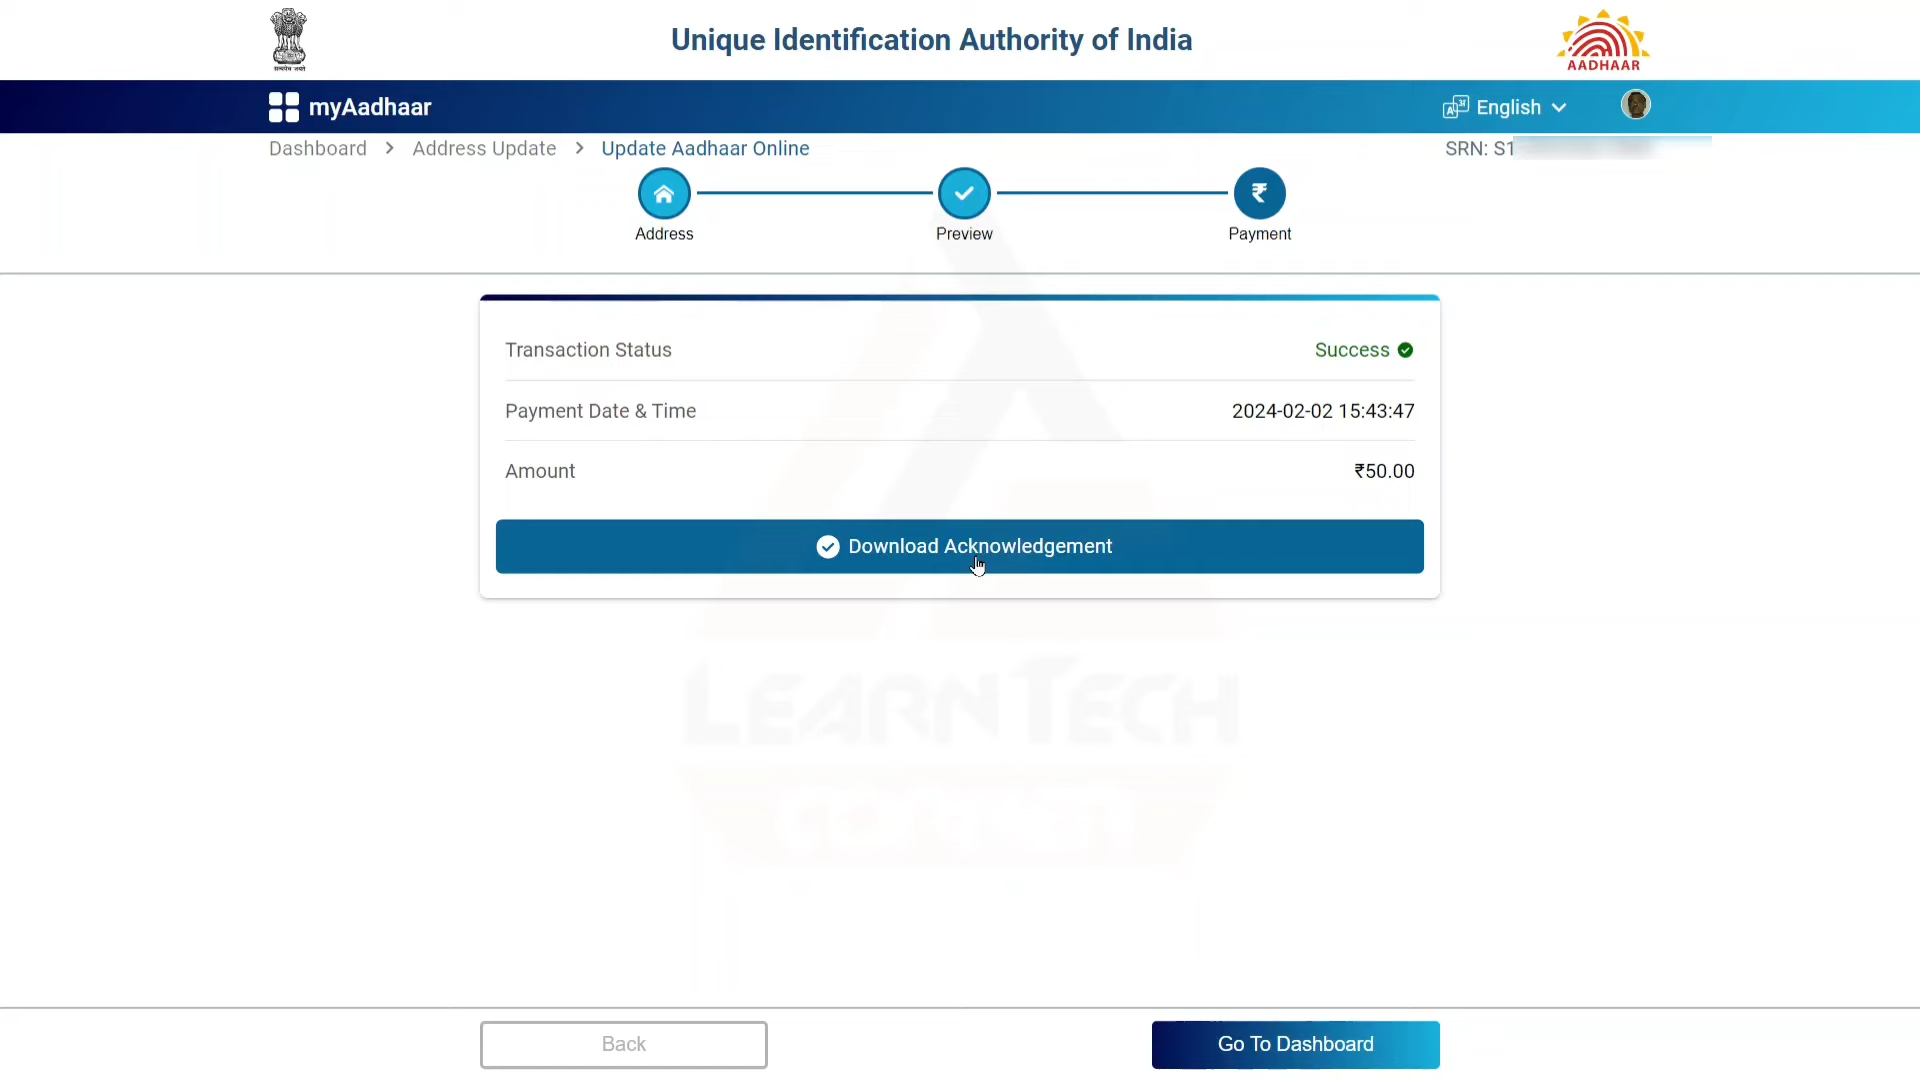 Unique Identification Authority of India
AADHAAR
myAadhaar
English
Dashboard > Address Update > Update Aadhaar Online
SRN: S1
Address
Preview
₹
Payment
Transaction Status
Success
Payment Date & Time
2024-02-02 15:43:47
Amount
₹50.00
Download Acknowledgement
LEARNTECH
CORNER
Back
Go To Dashboard